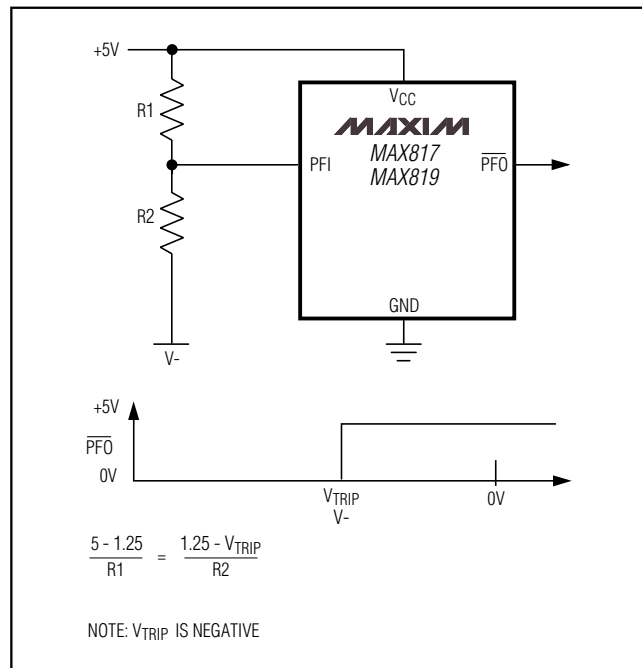 +5V
R1
VCC
MAXIM
MAX817
MAX819
PFI
PFO
R2
GND
V-
+5V
PFO
0V
VTRIP
0V
V-
5 - 1.25 / R1 = 1.25 - VTRIP / R2
NOTE: VTRIP IS NEGATIVE